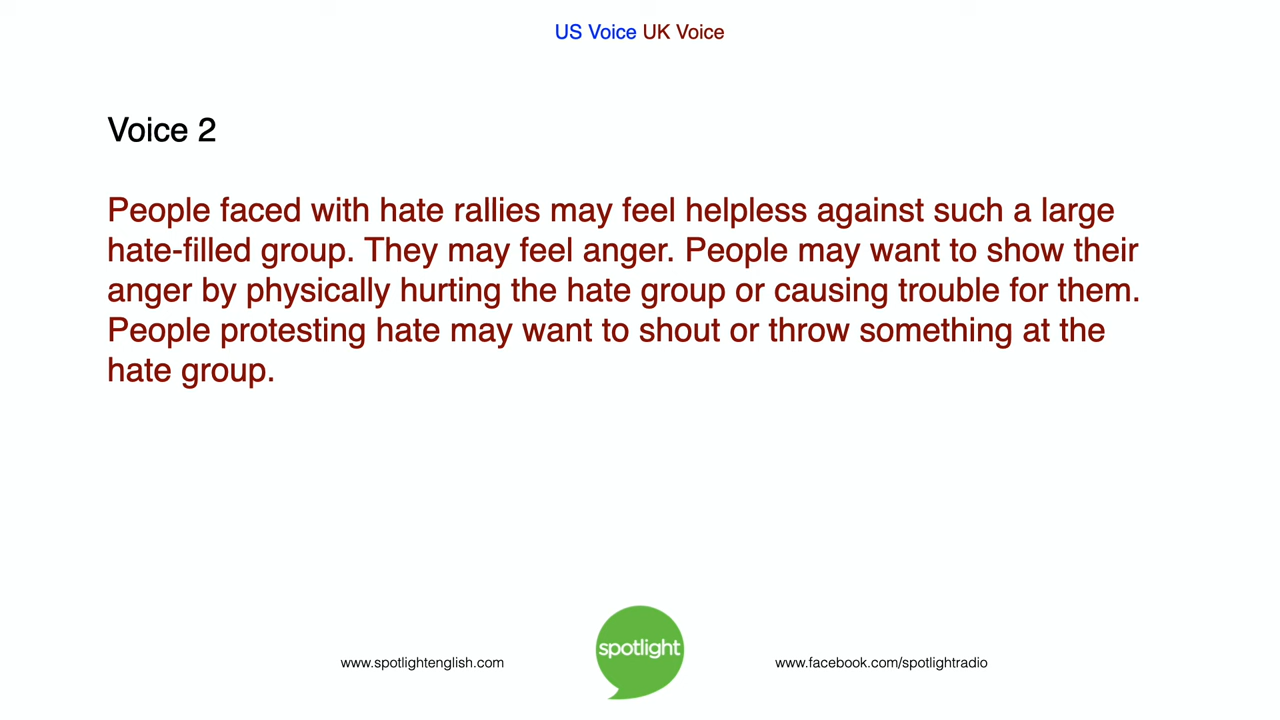 US Voice UK Voice
Voice 2
People faced with hate rallies may feel helpless against such a large
hate-filled group. They may feel anger. People may want to show their
anger by physically hurting the hate group or causing trouble for them.
People protesting hate may want to shout or throw something at the
hate group.
www.spotlightenglish.com
spotlight
www.facebook.com/spotlightradio